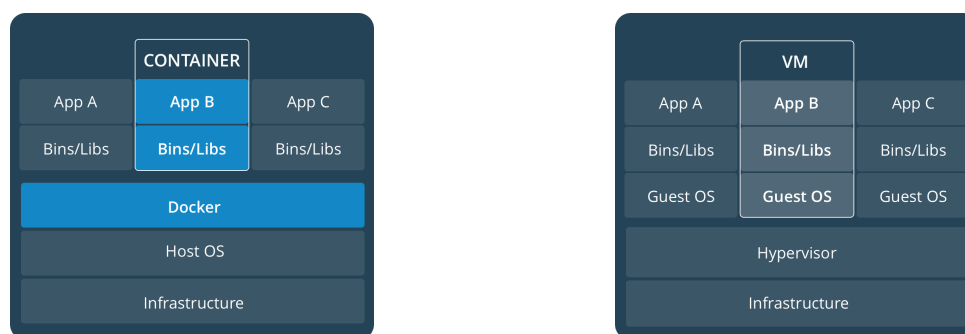 CONTAINER
App A App B App C
Bins/Libs Bins/Libs Bins/Libs
Docker
Host OS
Infrastructure
VM
App A App B App C
Bins/Libs Bins/Libs Bins/Libs
Guest OS Guest OS Guest OS
Hypervisor
Infrastructure